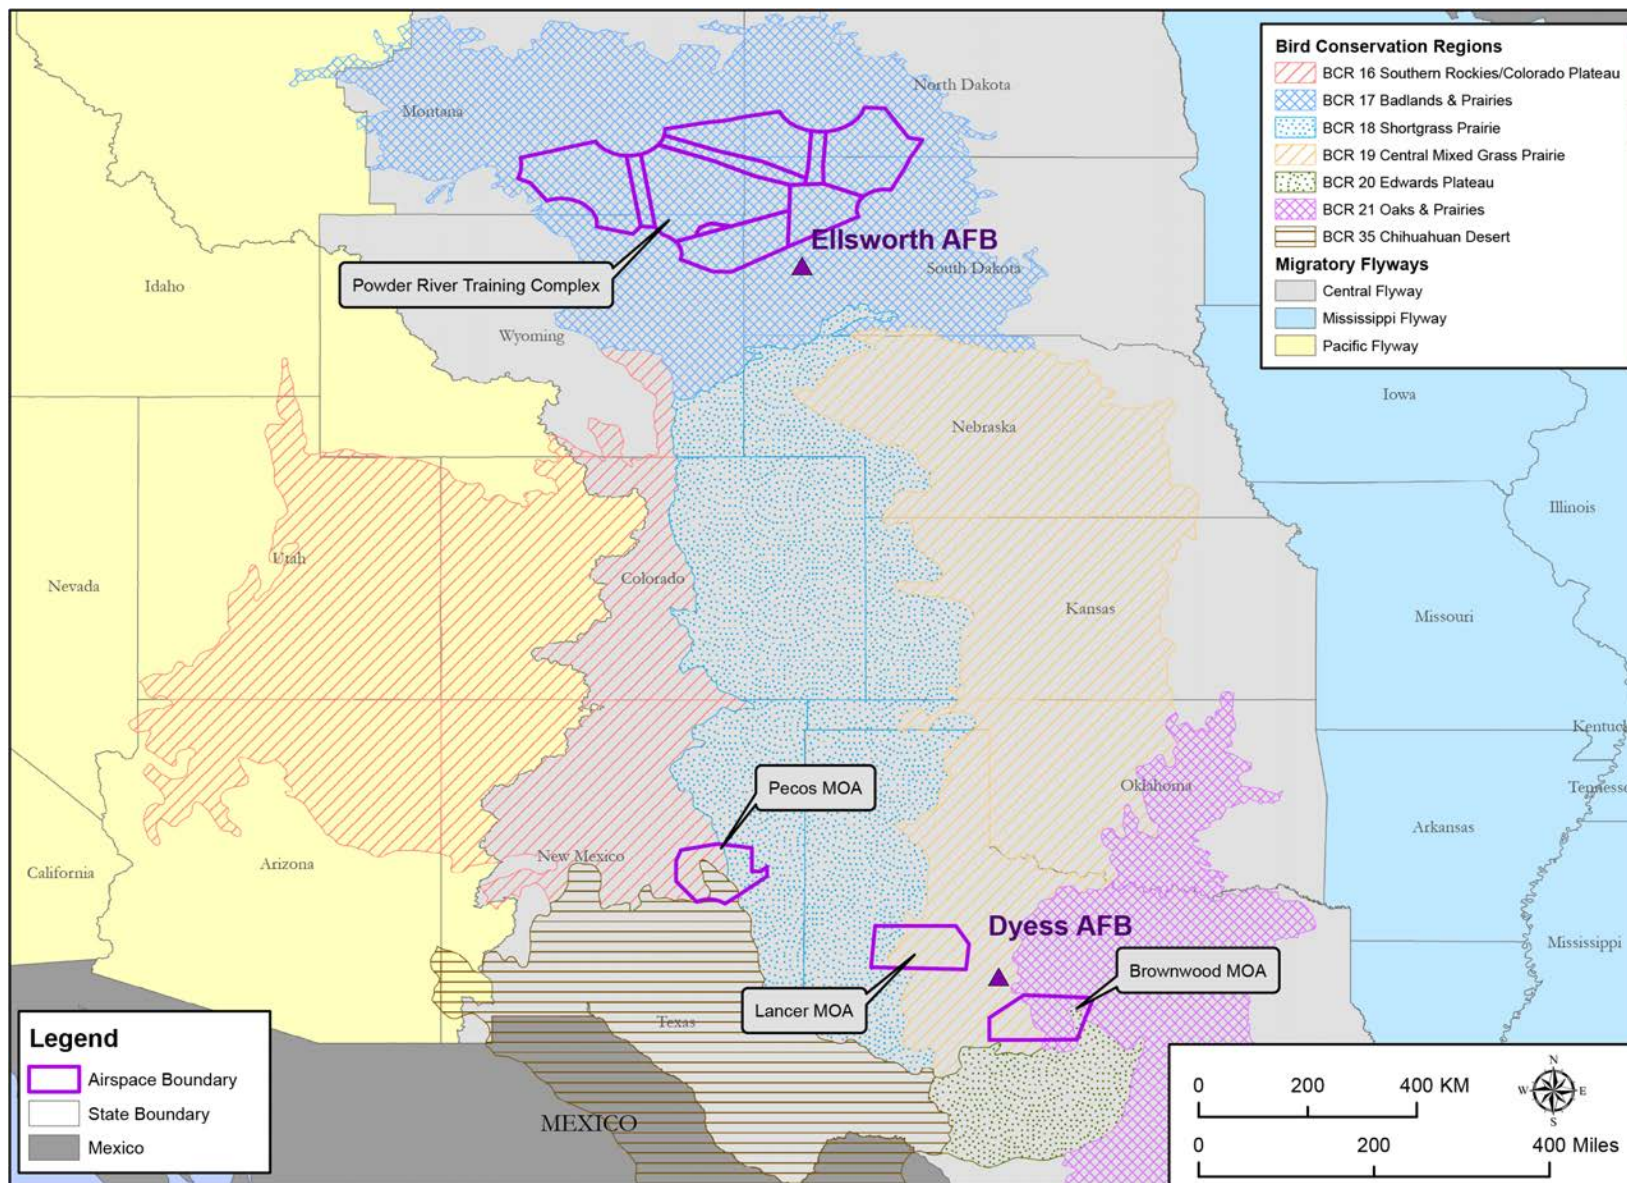 Bird Conservation Regions
BCR 16 Southern Rockies/Colorado Plateau
BCR 17 Badlands & Prairies
BCR 18 Shortgrass Prairie
BCR 19 Central Mixed Grass Prairie
BCR 20 Edwards Plateau
BCR 21 Oaks & Prairies
BCR 35 Chihuahuan Desert
Migratory Flyways
Central Flyway
Mississippi Flyway
Pacific Flyway
North Dakota
Montana
Ellsworth AFB
South Dakota
Powder River Training Complex
Idaho
Wyoming
Iowa
Nebraska
Illinois
Utah
Nevada
Colorado
Kansas
Missouri
Kentuc
Pecos MOA
Oklahoma
Tennesse
Arkansas
New Mexico
Arizona
California
Dyess AFB
Mississippi
Brownwood MOA
Lancer MOA
Texas
MEXICO
Legend
Airspace Boundary
State Boundary
Mexico
N
W E
S
0 200 400 KM
0 200 400 Miles